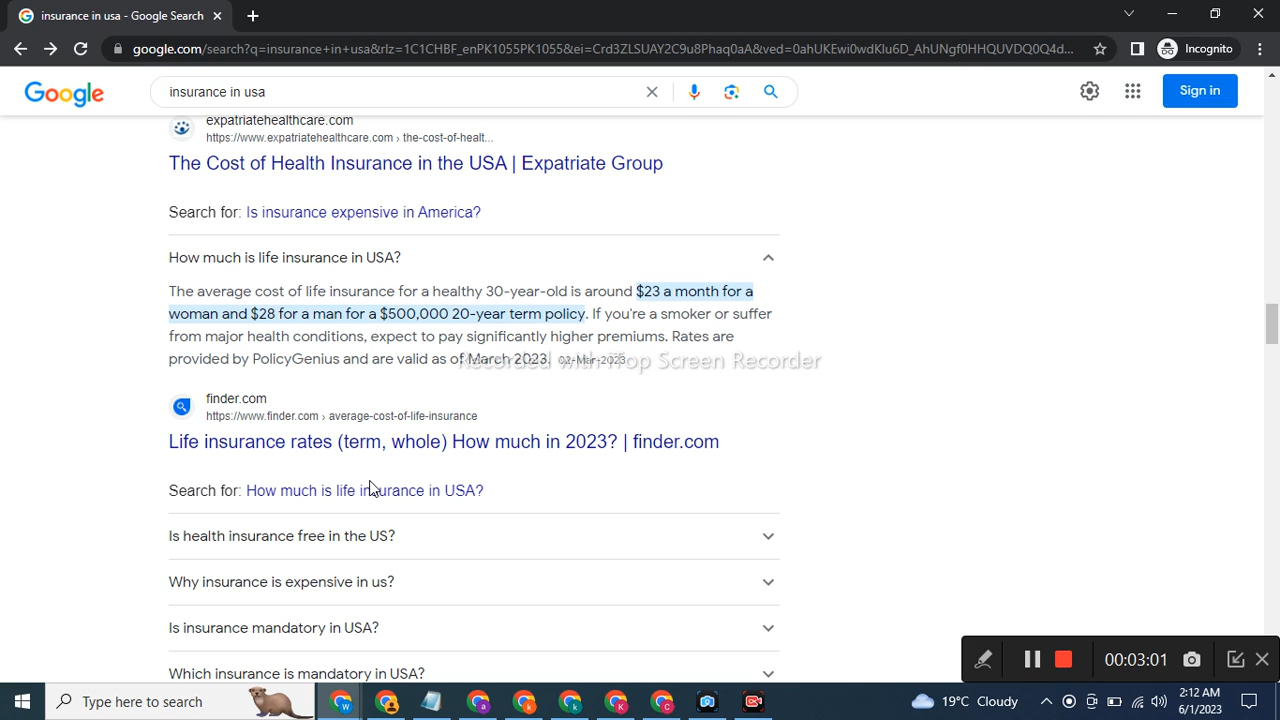 insurance in usa - Google Search
google.com/search?q=insurance+in+usa&rlz=1C1CHBF_enPK1055PK1055&ei=Crd3ZLSUAY2C9u8Phaq0aA&ved=0ahUKEwi0wdKlu6D_AhUNgf0HHQUVDQ0Q4d...
Incognito
Google
insurance in usa
Sign in
expatriatehealthcare.com
https://www.expatriatehealthcare.com › the-cost-of-healt...
The Cost of Health Insurance in the USA | Expatriate Group
Search for: Is insurance expensive in America?
How much is life insurance in USA?
The average cost of life insurance for a healthy 30-year-old is around $23 a month for a
woman and $28 for a man for a $500,000 20-year term policy. If you're a smoker or suffer
from major health conditions, expect to pay significantly higher premiums. Rates are
provided by PolicyGenius and are valid as of March 2023. 02-Mar-2023
Recorded with iTop Screen Recorder
finder.com
https://www.finder.com › average-cost-of-life-insurance
Life insurance rates (term, whole) How much in 2023? | finder.com
Search for: How much is life insurance in USA?
Is health insurance free in the US?
Why insurance is expensive in us?
Is insurance mandatory in USA?
Which insurance is mandatory in USA?
00:03:01
Type here to search
19°C Cloudy
2:12 AM
6/1/2023